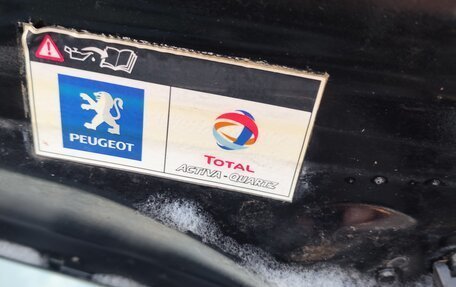 PEUGEOT
TOTAL
ACTIVA - QUARTZ